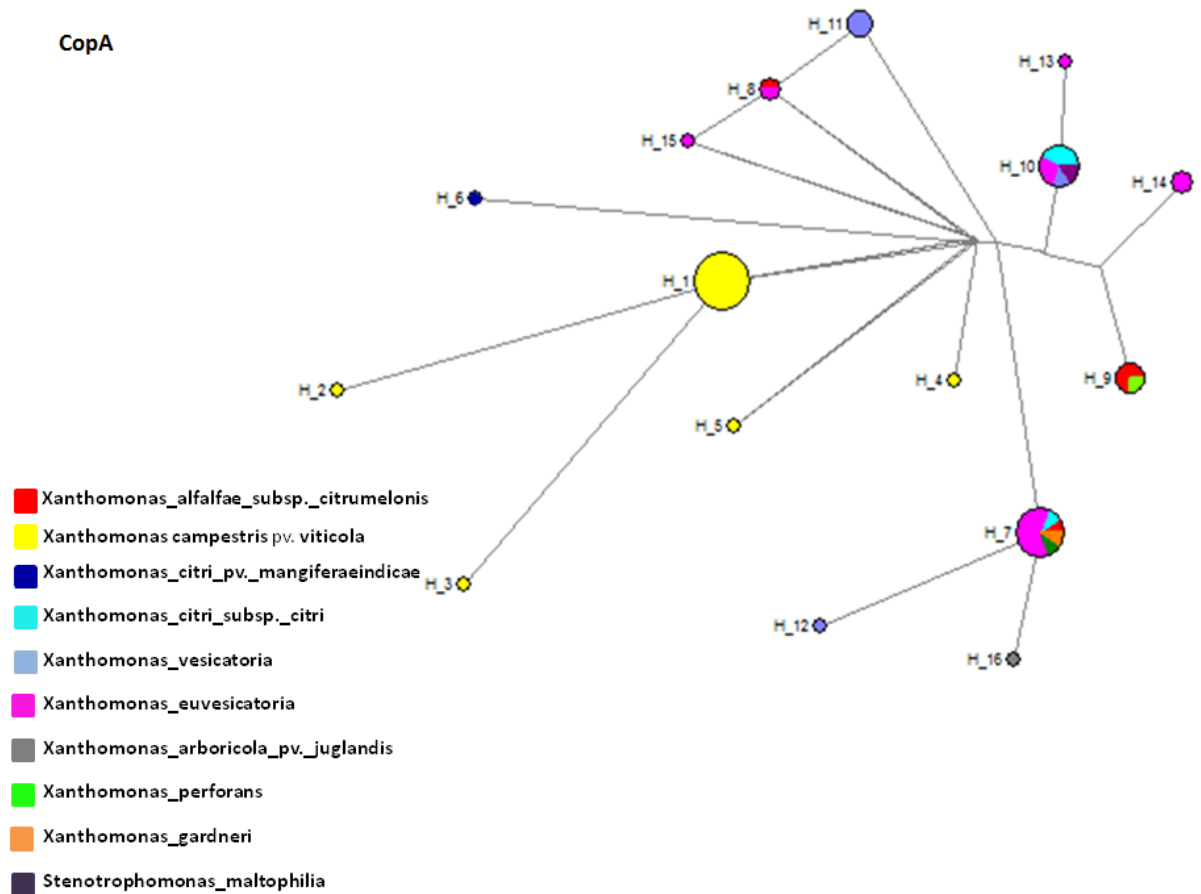 CopA
H_11
H_13
H_8
H_15
H_10
H_14
H_6
H_1
H_4
H_9
H_2
H_5
H_7
H_3
H_12
H_16
Xanthomonas_alfalfae_subsp._citrumelonis
Xanthomonas campestris pv. viticola
Xanthomonas_citri_pv._mangiferaeindicae
Xanthomonas_citri_subsp._citri
Xanthomonas_vesicatoria
Xanthomonas_euvesicatoria
Xanthomonas_arboricola_pv._juglandis
Xanthomonas_perforans
Xanthomonas_gardneri
Stenotrophomonas_maltophilia